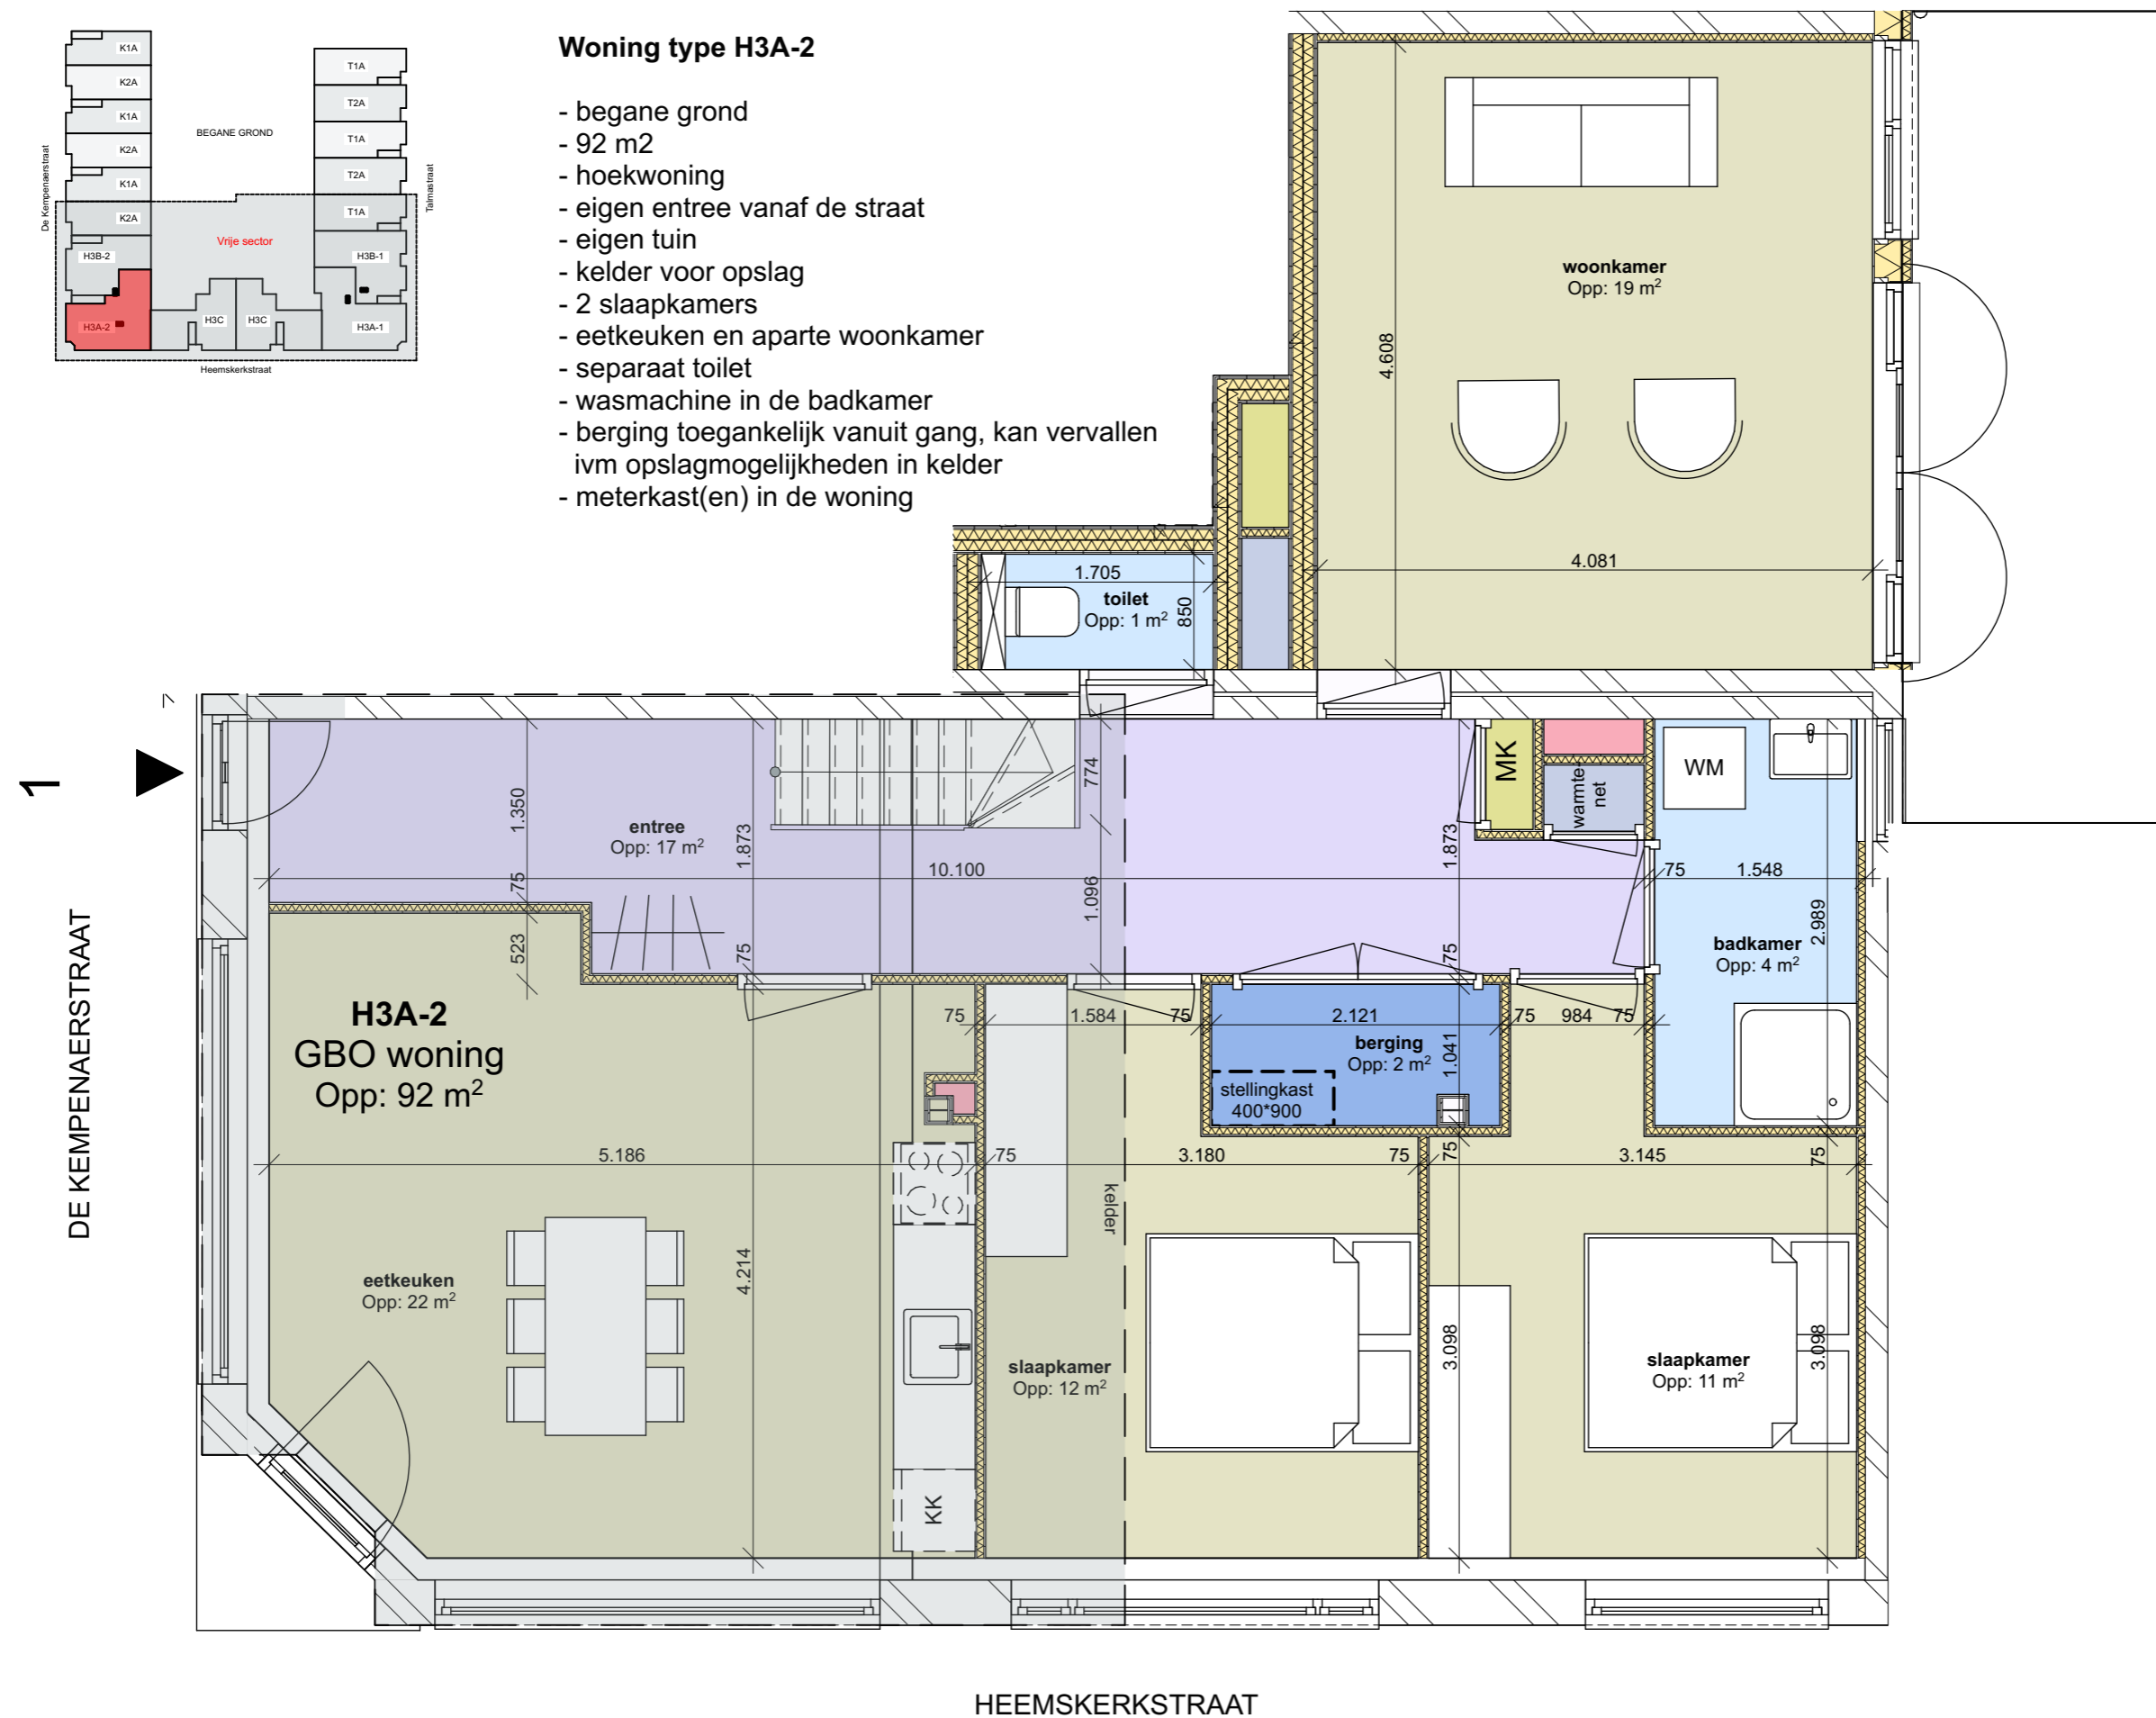 Woning type H3A-2
- begane grond
- 92 m2
- hoekwoning
- eigen entree vanaf de straat
- eigen tuin
- kelder voor opslag
- 2 slaapkamers
- eetkeuken en aparte woonkamer
- separaat toilet
- wasmachine in de badkamer
- berging toegankelijk vanuit gang, kan vervallen
ivm opslagmogelijkheden in kelder
- meterkast(en) in de woning
K1A
K2A
K1A
K2A
K1A
K2A
H3B-2
H3A-2
BEGANE GROND
Vrije sector
T1A
T2A
T1A
T2A
T1A
H3B-1
H3A-1
H3C
H3C
De Kempenaerstraat
Talmastraat
Heemskerkstraat
woonkamer
Opp: 19 m²
4.608
4.081
1.705
toilet
Opp: 1 m²
850
1
entree
Opp: 17 m²
1.350
75
523
1.873
75
10.100
774
1.096
1.873
75
MK
warmte-
net
WM
75
1.548
2.989
badkamer
Opp: 4 m²
H3A-2
GBO woning
Opp: 92 m²
75
1.584
75
2.121
75
984
75
berging
Opp: 2 m²
1.041
stellingkast
400*900
5.186
75
3.180
75
75
3.145
75
kelder
4.214
eetkeuken
Opp: 22 m²
KK
slaapkamer
Opp: 12 m²
3.098
slaapkamer
Opp: 11 m²
3.098
DE KEMPENAERSTRAAT
HEEMSKERKSTRAAT